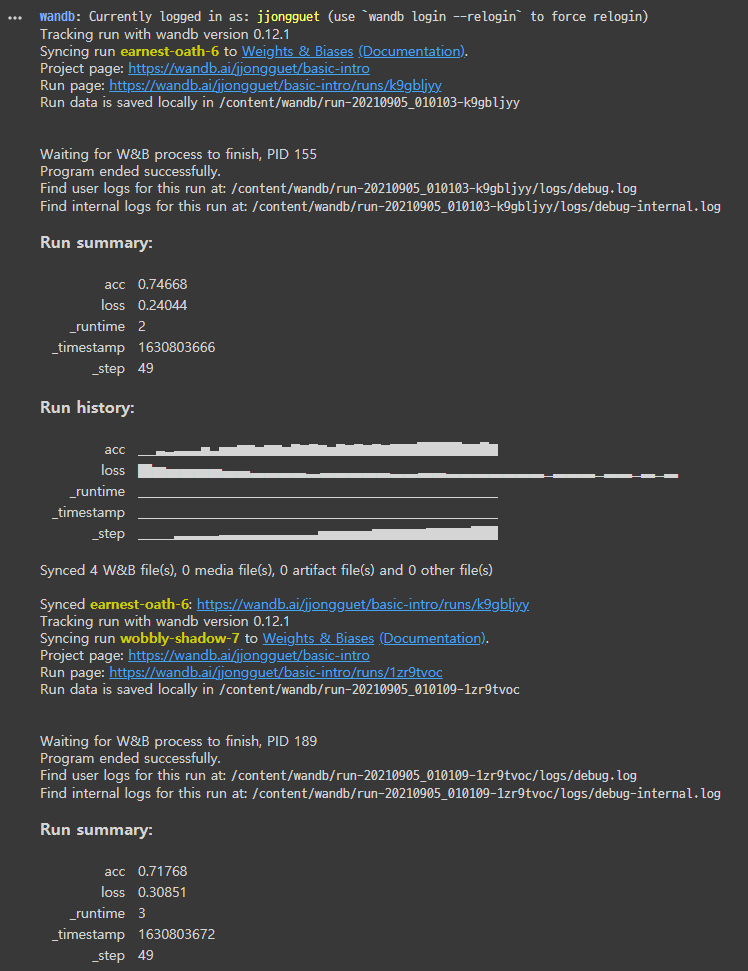 wandb: Currently logged in as: jjongguet (use `wandb login --relogin` to force relogin)
Tracking run with wandb version 0.12.1
Syncing run earnest-oath-6 to Weights & Biases (Documentation).
Project page: https://wandb.ai/jjongguet/basic-intro
Run page: https://wandb.ai/jjongguet/basic-intro/runs/k9gbljyy
Run data is saved locally in /content/wandb/run-20210905_010103-k9gbljyy
Waiting for W&B process to finish, PID 155
Program ended successfully.
Find user logs for this run at: /content/wandb/run-20210905_010103-k9gbljyy/logs/debug.log
Find internal logs for this run at: /content/wandb/run-20210905_010103-k9gbljyy/logs/debug-internal.log
Run summary:
acc 0.74668
loss 0.24044
_runtime 2
_timestamp 1630803666
_step 49
Run history:
acc
loss
_runtime
_timestamp
_step
Synced 4 W&B file(s), 0 media file(s), 0 artifact file(s) and 0 other file(s)
Synced earnest-oath-6: https://wandb.ai/jjongguet/basic-intro/runs/k9gbljyy
Tracking run with wandb version 0.12.1
Syncing run wobbly-shadow-7 to Weights & Biases (Documentation).
Project page: https://wandb.ai/jjongguet/basic-intro
Run page: https://wandb.ai/jjongguet/basic-intro/runs/1zr9tvoc
Run data is saved locally in /content/wandb/run-20210905_010109-1zr9tvoc
Waiting for W&B process to finish, PID 189
Program ended successfully.
Find user logs for this run at: /content/wandb/run-20210905_010109-1zr9tvoc/logs/debug.log
Find internal logs for this run at: /content/wandb/run-20210905_010109-1zr9tvoc/logs/debug-internal.log
Run summary:
acc 0.71768
loss 0.30851
_runtime 3
_timestamp 1630803672
_step 49